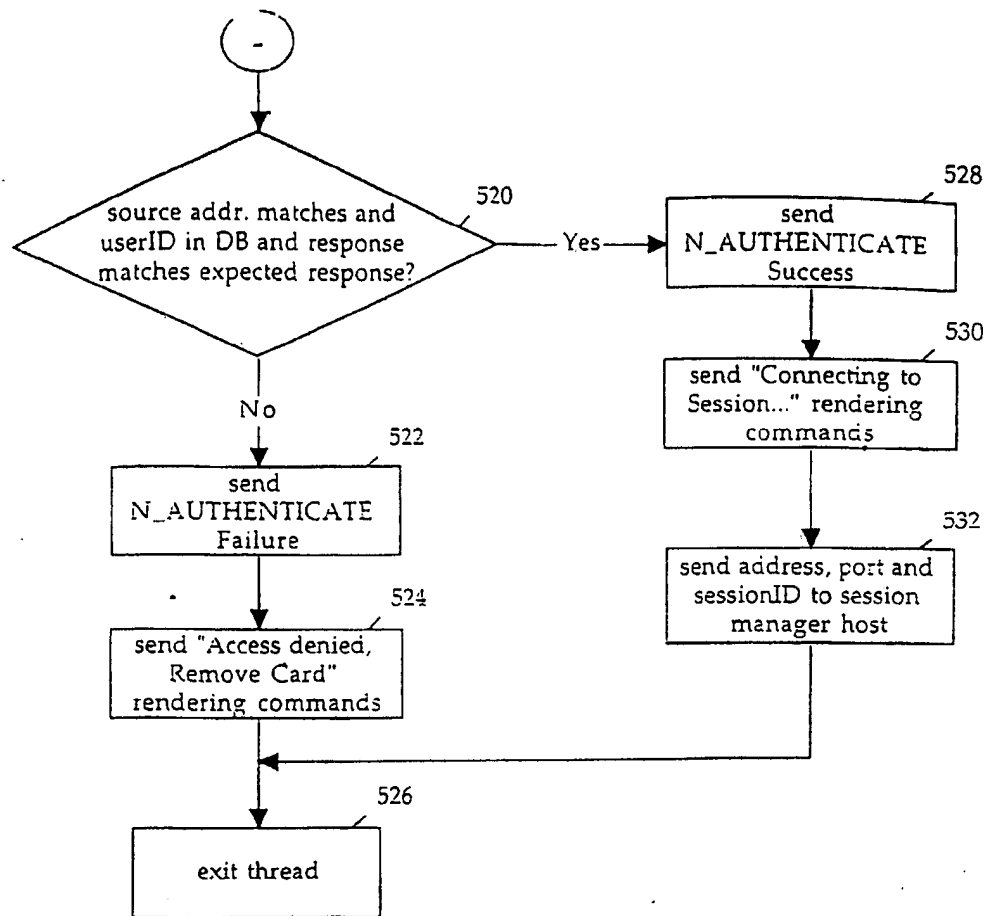 520
source addr. matches and
userID in DB and response
matches expected response?
Yes
528
send
N_AUTHENTICATE
Success
530
send "Connecting to
Session..." rendering
commands
No
522
send
N_AUTHENTICATE
Failure
532
send address, port and
sessionID to session
manager host
524
send "Access denied,
Remove Card"
rendering commands
526
exit thread